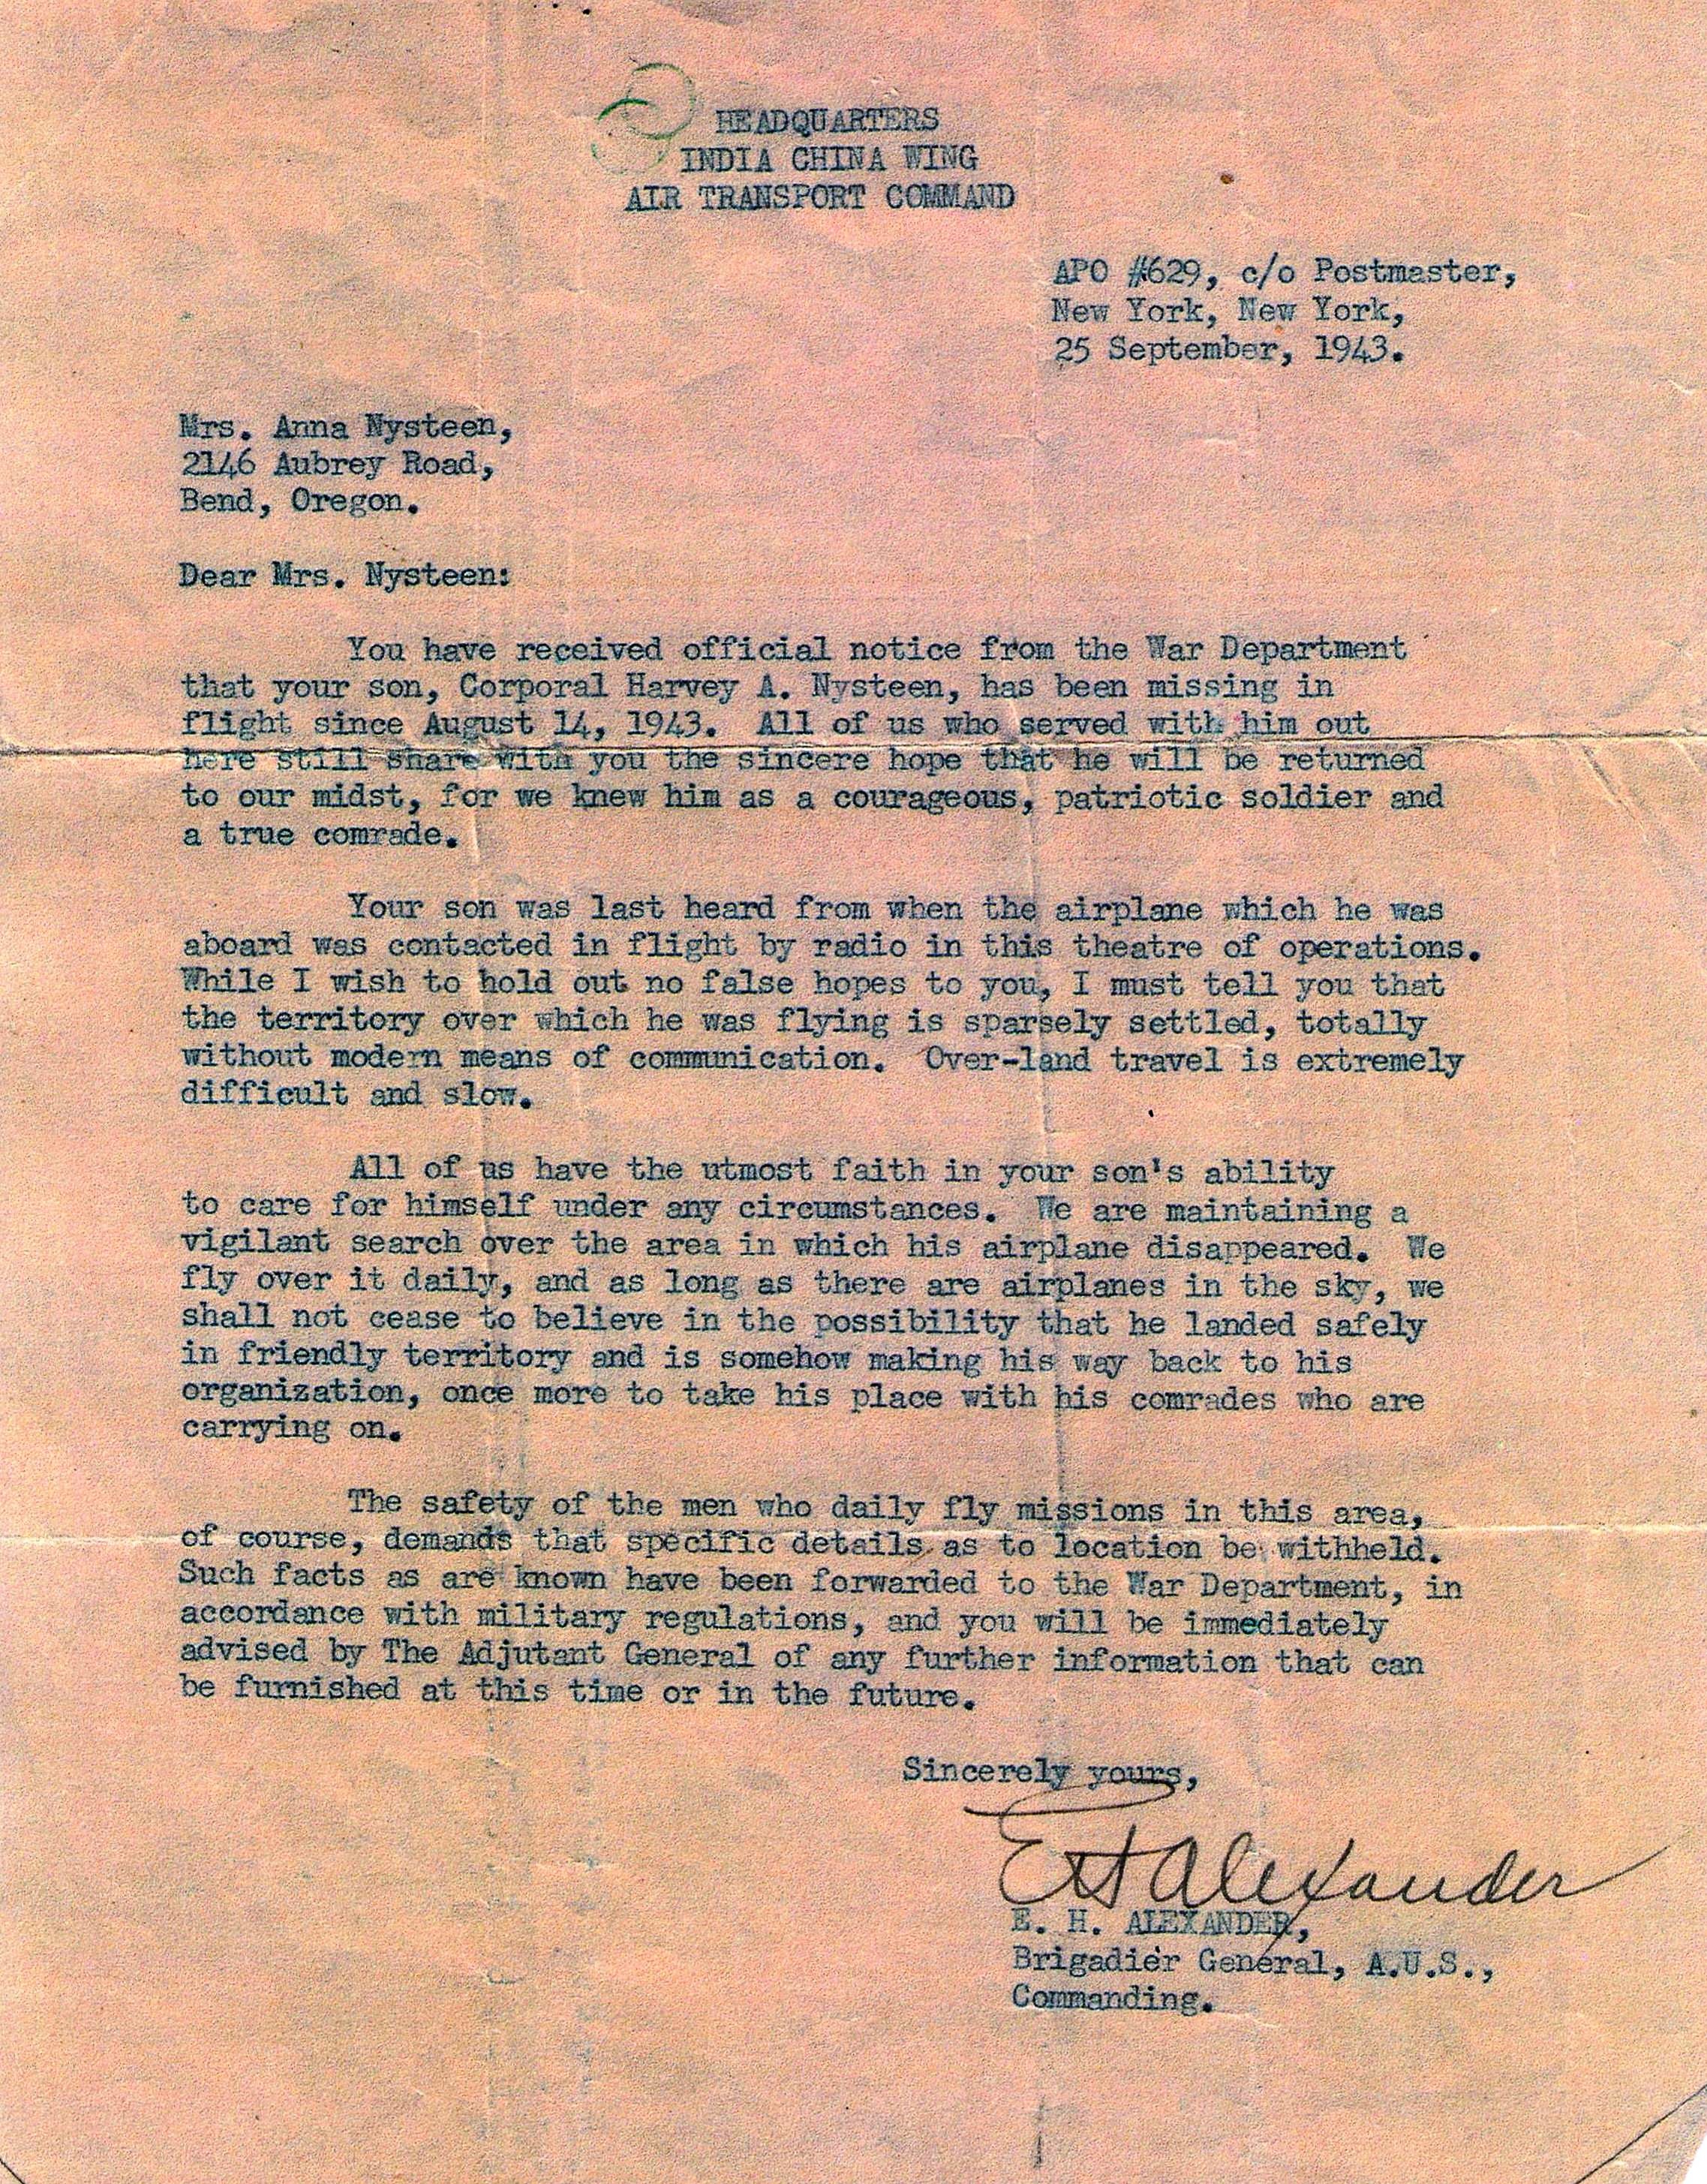 HEADQUARTERS
INDIA CHINA WING
AIR TRANSPORT COMMAND
APO #629, c/o Postmaster,
New York, New York,
25 September, 1943.
Mrs. Anna Nysteen,
2146 Aubrey Road,
Bend, Oregon.
Dear Mrs. Nysteen:
You have received official notice from the War Department
that your son, Corporal Harvey A. Nysteen, has been missing in
flight since August 14, 1943. All of us who served with him out
here still share with you the sincere hope that he will be returned
to our midst, for we knew him as a courageous, patriotic soldier and
a true comrade.
Your son was last heard from when the airplane which he was
aboard was contacted in flight by radio in this theatre of operations.
While I wish to hold out no false hopes to you, I must tell you that
the territory over which he was flying is sparsely settled, totally
without modern means of communication. Over-land travel is extremely
difficult and slow.
All of us have the utmost faith in your son's ability
to care for himself under any circumstances. We are maintaining a
vigilant search over the area in which his airplane disappeared. We
fly over it daily, and as long as there are airplanes in the sky, we
shall not cease to believe in the possibility that he landed safely
in friendly territory and is somehow making his way back to his
organization, once more to take his place with his comrades who are
carrying on.
The safety of the men who daily fly missions in this area,
of course, demands that specific details as to location be withheld.
Such facts as are known have been forwarded to the War Department, in
accordance with military regulations, and you will be immediately
advised by The Adjutant General of any further information that can
be furnished at this time or in the future.
Sincerely yours,
EHAlexander
E. H. ALEXANDER,
Brigadier General, A.U.S.,
Commanding.